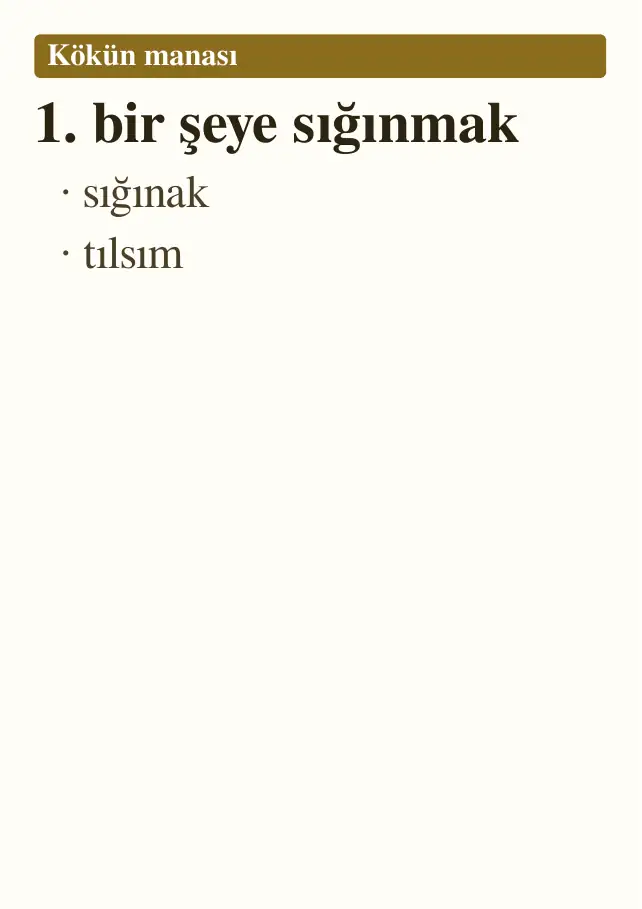 Kökün manası
1. bir şeye sığınmak
· sığınak
· tılsım